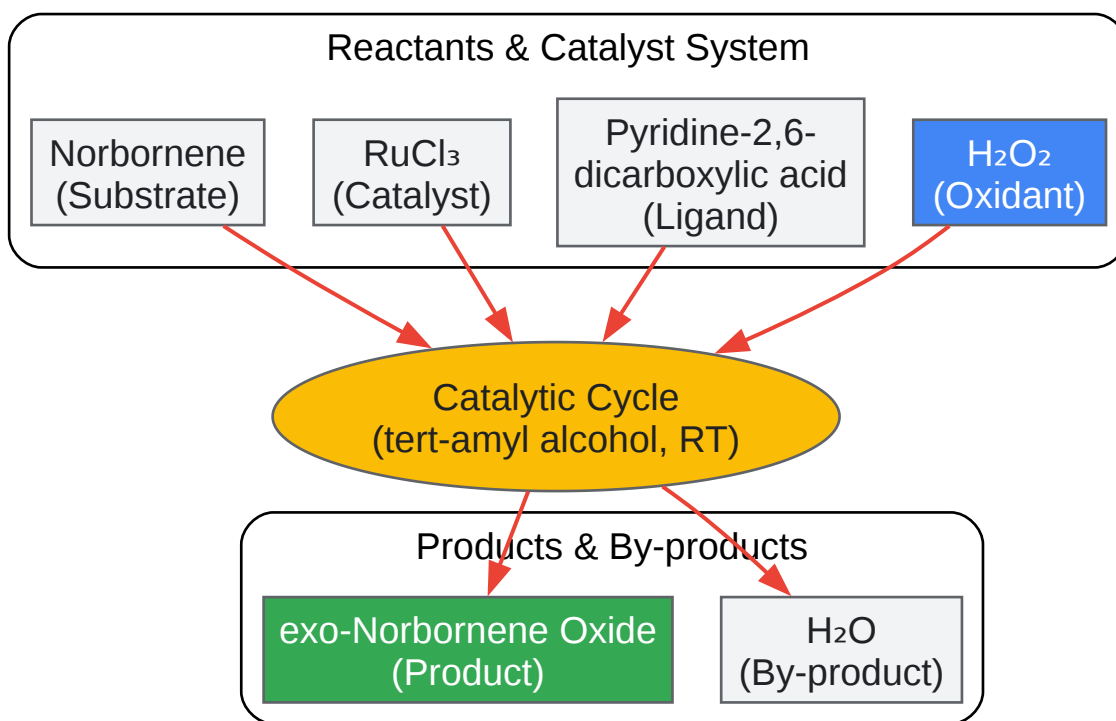 Reactants & Catalyst System
Norbornene
(Substrate)
RuCl₃
(Catalyst)
Pyridine-2,6-
dicarboxylic acid
(Ligand)
H₂O₂
(Oxidant)
Catalytic Cycle
(tert-amyl alcohol, RT)
Products & By-products
exo-Norbornene Oxide
(Product)
H₂O
(By-product)